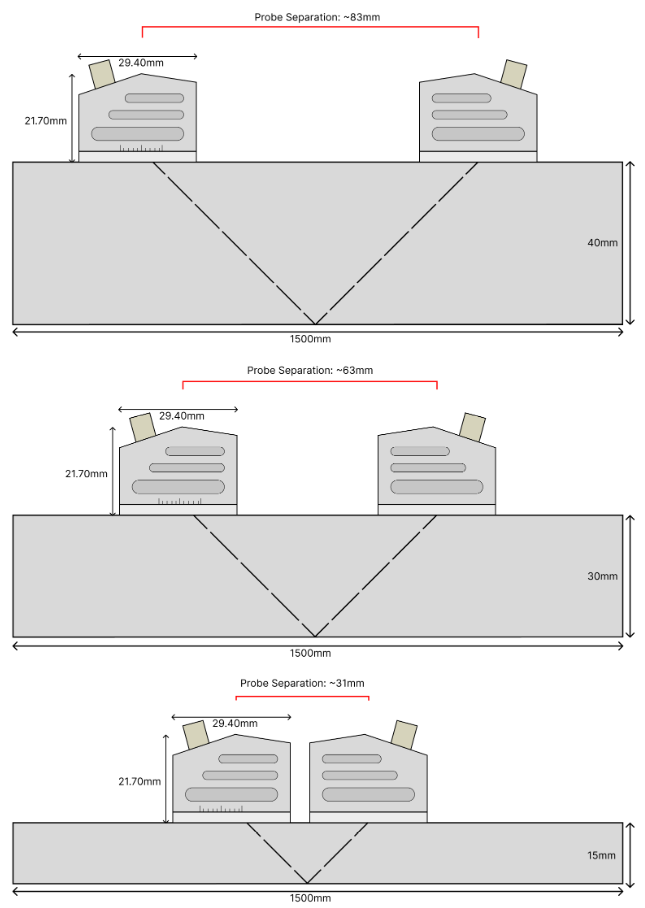 Probe Separation: ~83mm
29.40mm
21.70mm
40mm
1500mm
Probe Separation: ~63mm
29.40mm
21.70mm
30mm
1500mm
Probe Separation: ~31mm
29.40mm
21.70mm
15mm
1500mm